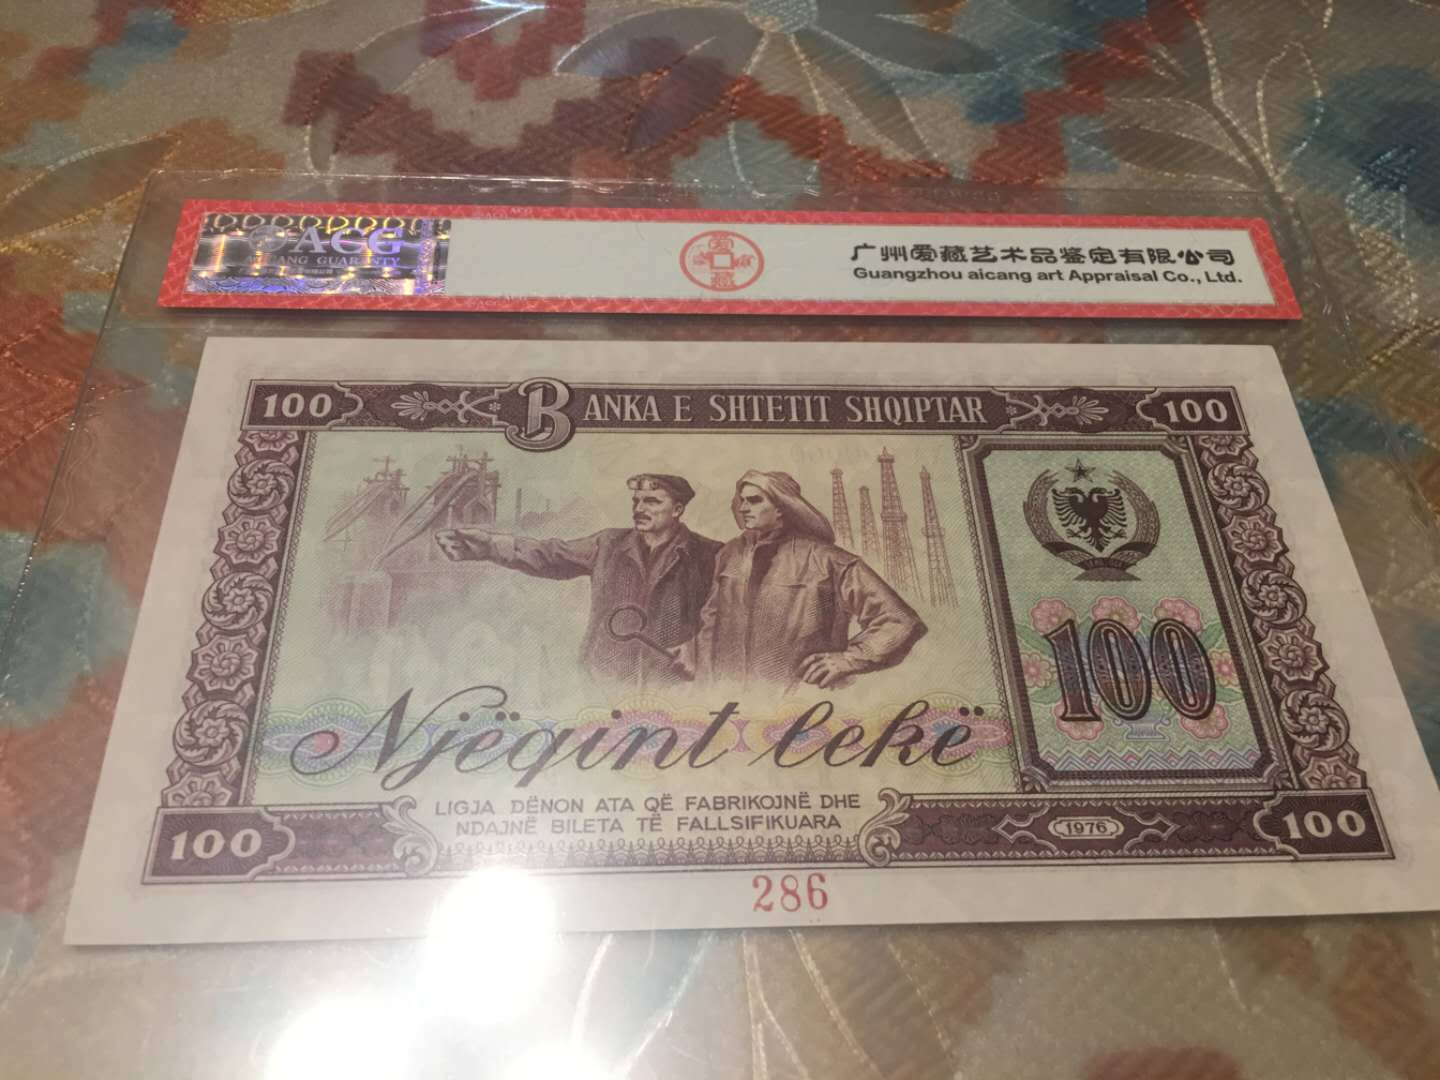 ACG
AICANG GUARANTY
爱藏
广州爱藏艺术品鉴定有限公司
Guangzhou aicang art Appraisal Co., Ltd.
100 BANKA E SHTETIT SHQIPTAR 100
100
Njëqint lekë
LIGJA DËNON ATA QË FABRIKOJNË DHE
NDAJNË BILETA TË FALLSIFIKUARA
100 1976 100
286